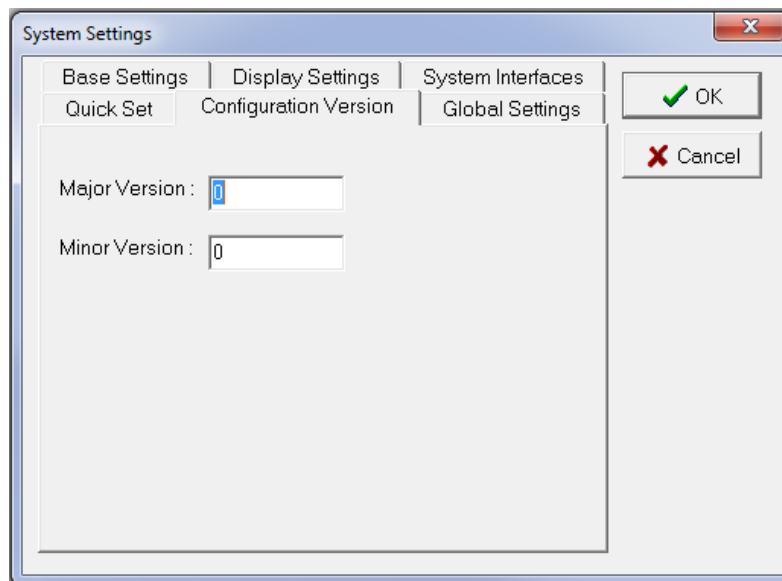 System Settings
Base Settings
Display Settings
System Interfaces
Quick Set
Configuration Version
Global Settings
OK
Cancel
Major Version : 0
Minor Version : 0